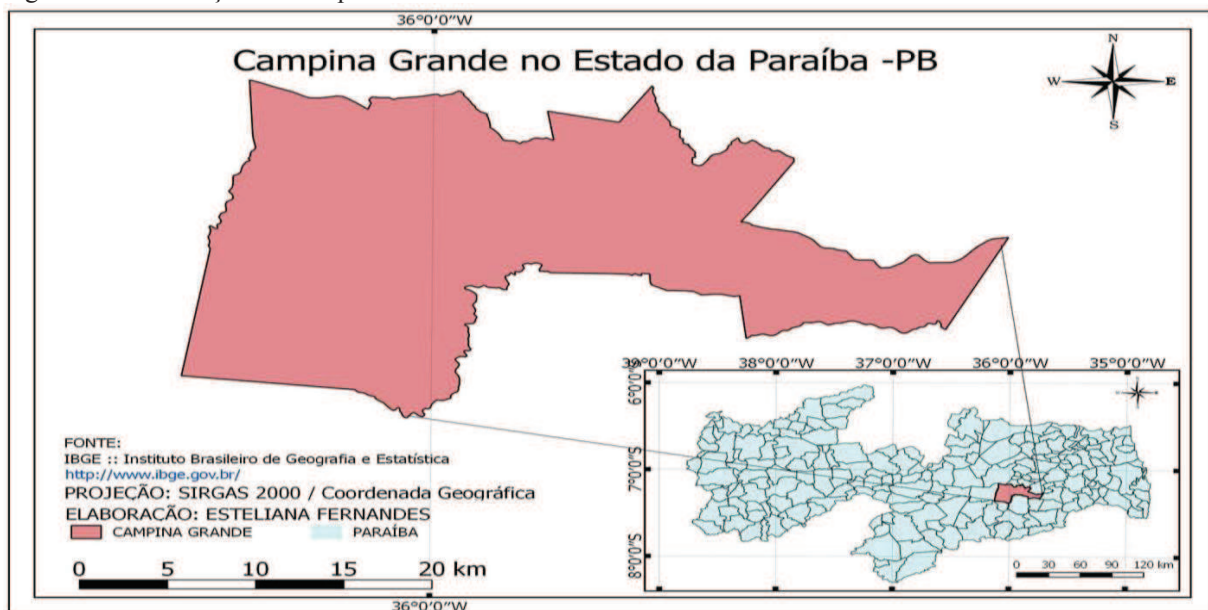 36°0'0"W
Campina Grande no Estado da Paraíba -PB
N
W
E
S
39°0'0"W
38°0'0"W
37°0'0"W
36°0'0"W
35°0'0"W
6°0'0"S
7°0'0"S
8°0'0"S
FONTE:
IBGE :: Instituto Brasileiro de Geografia e Estatística
http://www.ibge.gov.br/
PROJEÇÃO: SIRGAS 2000 / Coordenada Geográfica
ELABORAÇÃO: ESTELIANA FERNANDES
CAMPINA GRANDE
PARAÍBA
0 5 10 15 20 km
0 30 60 90 120 km
36°0'0"W